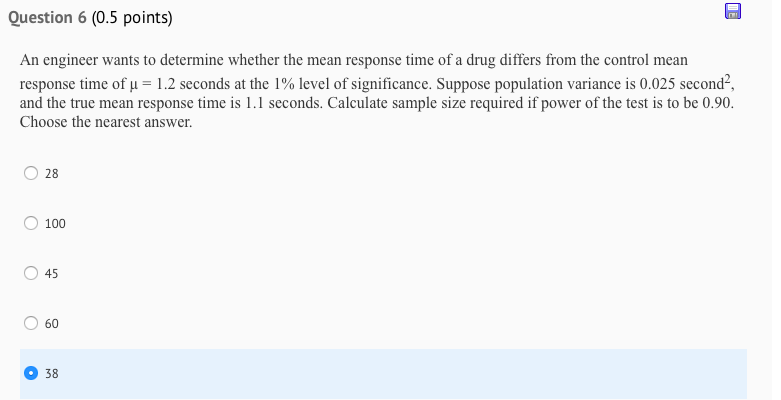 Question 6 (0.5 points)
An engineer wants to determine whether the mean response time of a drug differs from the control mean
response time of μ = 1.2 seconds at the 1% level of significance. Suppose population variance is 0.025 second²,
and the true mean response time is 1.1 seconds. Calculate sample size required if power of the test is to be 0.90.
Choose the nearest answer.
28
100
45
60
38